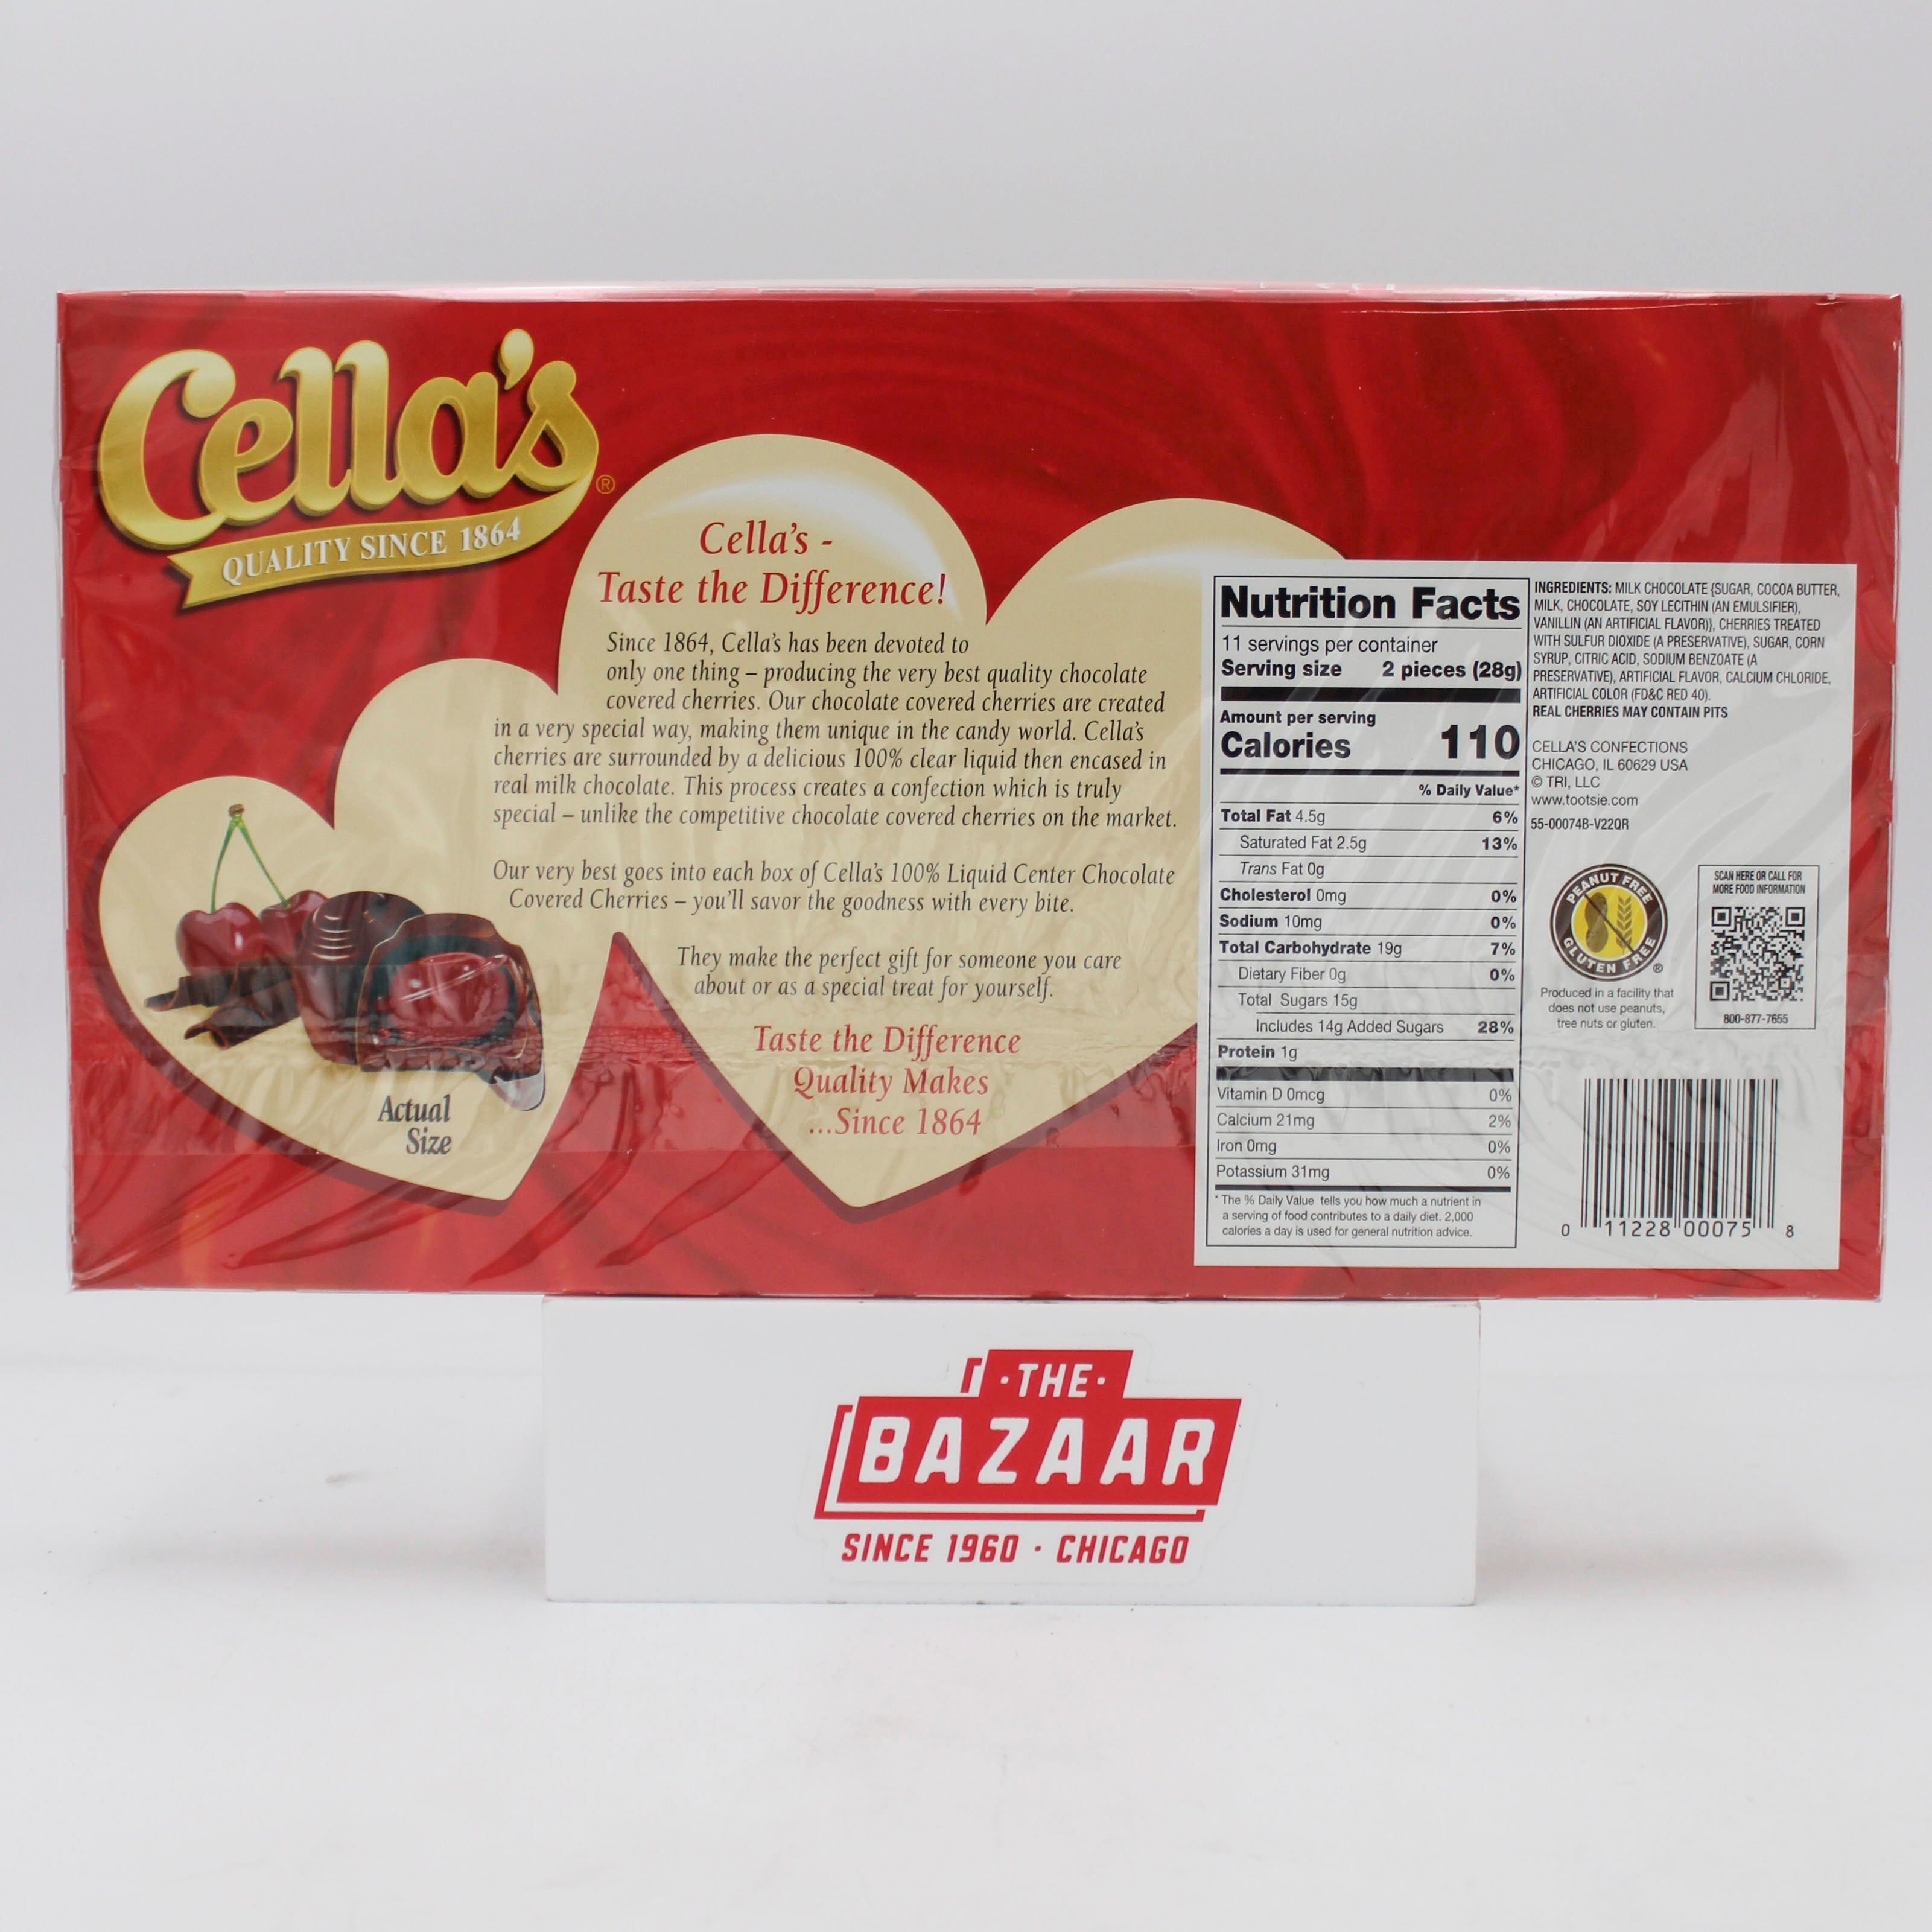 Cella's®
QUALITY SINCE 1864
Cella's -
Taste the Difference!
Since 1864, Cella's has been devoted to
only one thing – producing the very best quality chocolate
covered cherries. Our chocolate covered cherries are created
in a very special way, making them unique in the candy world. Cella's
cherries are surrounded by a delicious 100% clear liquid then encased in
real milk chocolate. This process creates a confection which is truly
special – unlike the competitive chocolate covered cherries on the market.
Our very best goes into each box of Cella's 100% Liquid Center Chocolate
Covered Cherries – you'll savor the goodness with every bite.
They make the perfect gift for someone you care
about or as a special treat for yourself.
Taste the Difference
Quality Makes
...Since 1864
Actual
Size
Nutrition Facts
11 servings per container
Serving size 2 pieces (28g)
Amount per serving
Calories 110
% Daily Value*
Total Fat 4.5g 6%
Saturated Fat 2.5g 13%
Trans Fat 0g
Cholesterol 0mg 0%
Sodium 10mg 0%
Total Carbohydrate 19g 7%
Dietary Fiber 0g 0%
Total Sugars 15g
Includes 14g Added Sugars 28%
Protein 1g
Vitamin D 0mcg 0%
Calcium 21mg 2%
Iron 0mg 0%
Potassium 31mg 0%
* The % Daily Value tells you how much a nutrient in
a serving of food contributes to a daily diet. 2,000
calories a day is used for general nutrition advice.
INGREDIENTS: MILK CHOCOLATE {SUGAR, COCOA BUTTER,
MILK, CHOCOLATE, SOY LECITHIN (AN EMULSIFIER),
VANILLIN (AN ARTIFICIAL FLAVOR)}, CHERRIES TREATED
WITH SULFUR DIOXIDE (A PRESERVATIVE), SUGAR, CORN
SYRUP, CITRIC ACID, SODIUM BENZOATE (A
PRESERVATIVE), ARTIFICIAL FLAVOR, CALCIUM CHLORIDE,
ARTIFICIAL COLOR (FD&C RED 40).
REAL CHERRIES MAY CONTAIN PITS
CELLA'S CONFECTIONS
CHICAGO, IL 60629 USA
© TRI, LLC
www.tootsie.com
55-00074B-V22QR
PEANUT FREE
GLUTEN FREE
®
Produced in a facility that
does not use peanuts,
tree nuts or gluten.
SCAN HERE OR CALL FOR
MORE FOOD INFORMATION
800-877-7655
0 11228 00075 8
·THE·
BAZAAR
SINCE 1960 · CHICAGO